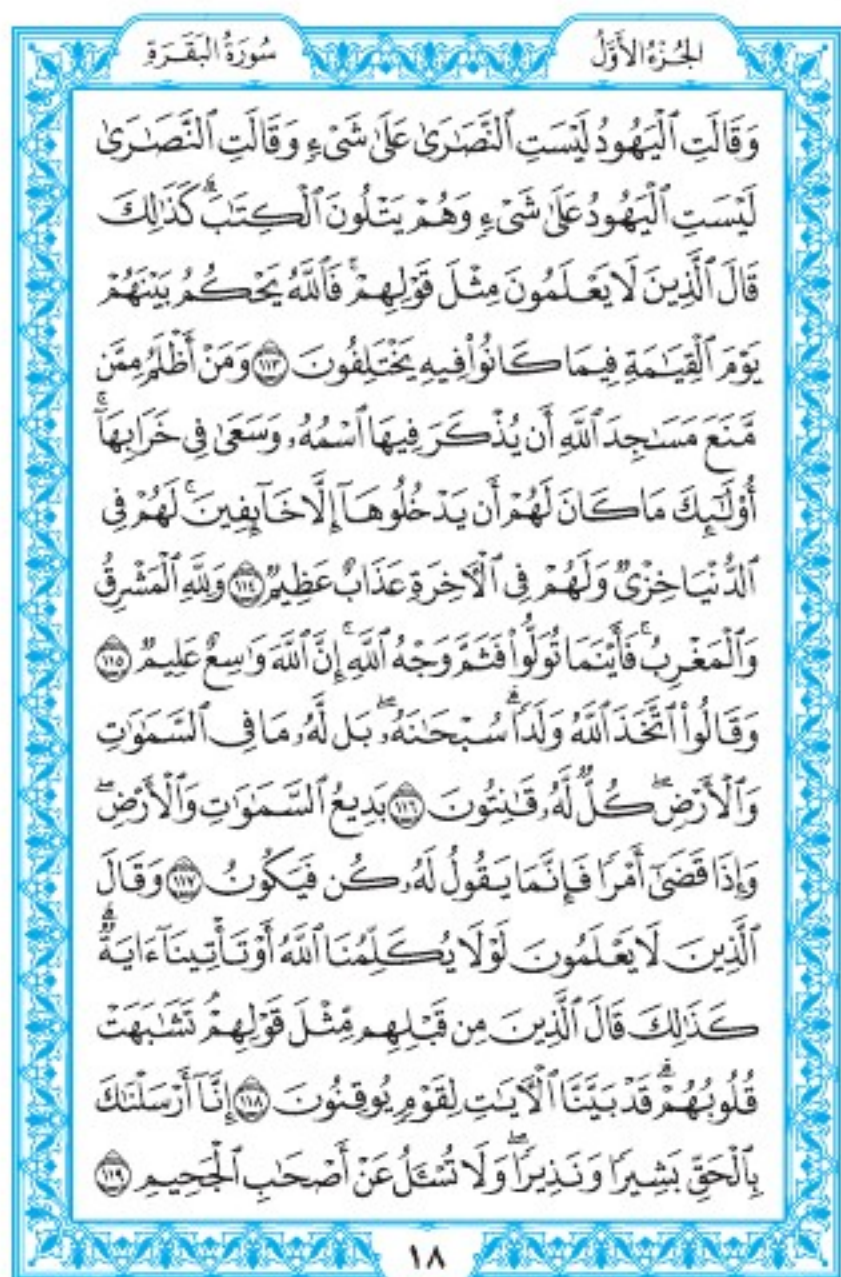 الجُزْءُ الأَوَّلُ
سُورَةُ البَقَرَةِ
وَقَالَتِ ٱلْيَهُودُ لَيْسَتِ ٱلنَّصَٰرَىٰ عَلَىٰ شَىْءٍ وَقَالَتِ ٱلنَّصَٰرَىٰ
لَيْسَتِ ٱلْيَهُودُ عَلَىٰ شَىْءٍ وَهُمْ يَتْلُونَ ٱلْكِتَٰبَ ۗ كَذَٰلِكَ
قَالَ ٱلَّذِينَ لَا يَعْلَمُونَ مِثْلَ قَوْلِهِمْ ۚ فَٱللَّهُ يَحْكُمُ بَيْنَهُمْ
يَوْمَ ٱلْقِيَٰمَةِ فِيمَا كَانُوا۟ فِيهِ يَخْتَلِفُونَ ١١٣ وَمَنْ أَظْلَمُ مِمَّن
مَّنَعَ مَسَٰجِدَ ٱللَّهِ أَن يُذْكَرَ فِيهَا ٱسْمُهُۥ وَسَعَىٰ فِى خَرَابِهَآ ۚ
أُو۟لَٰٓئِكَ مَا كَانَ لَهُمْ أَن يَدْخُلُوهَآ إِلَّا خَآئِفِينَ ۚ لَهُمْ فِى
ٱلدُّنْيَا خِزْىٌ وَلَهُمْ فِى ٱلْءَاخِرَةِ عَذَابٌ عَظِيمٌ ١١٤ وَلِلَّهِ ٱلْمَشْرِقُ
وَٱلْمَغْرِبُ ۚ فَأَيْنَمَا تُوَلُّوا۟ فَثَمَّ وَجْهُ ٱللَّهِ ۚ إِنَّ ٱللَّهَ وَٰسِعٌ عَلِيمٌ ١١٥
وَقَالُوا۟ ٱتَّخَذَ ٱللَّهُ وَلَدًا ۗ سُبْحَٰنَهُۥ ۖ بَل لَّهُۥ مَا فِى ٱلسَّمَٰوَٰتِ
وَٱلْأَرْضِ ۖ كُلٌّ لَّهُۥ قَٰنِتُونَ ١١٦ بَدِيعُ ٱلسَّمَٰوَٰتِ وَٱلْأَرْضِ ۖ
وَإِذَا قَضَىٰٓ أَمْرًا فَإِنَّمَا يَقُولُ لَهُۥ كُن فَيَكُونُ ١١٧ وَقَالَ
ٱلَّذِينَ لَا يَعْلَمُونَ لَوْلَا يُكَلِّمُنَا ٱللَّهُ أَوْ تَأْتِينَآ ءَايَةٌ ۗ
كَذَٰلِكَ قَالَ ٱلَّذِينَ مِن قَبْلِهِم مِّثْلَ قَوْلِهِمْ ۘ تَشَٰبَهَتْ
قُلُوبُهُمْ ۗ قَدْ بَيَّنَّا ٱلْءَايَٰتِ لِقَوْمٍ يُوقِنُونَ ١١٨ إِنَّآ أَرْسَلْنَٰكَ
بِٱلْحَقِّ بَشِيرًا وَنَذِيرًا ۖ وَلَا تُسْـَٔلُ عَنْ أَصْحَٰبِ ٱلْجَحِيمِ ١١٩
١٨